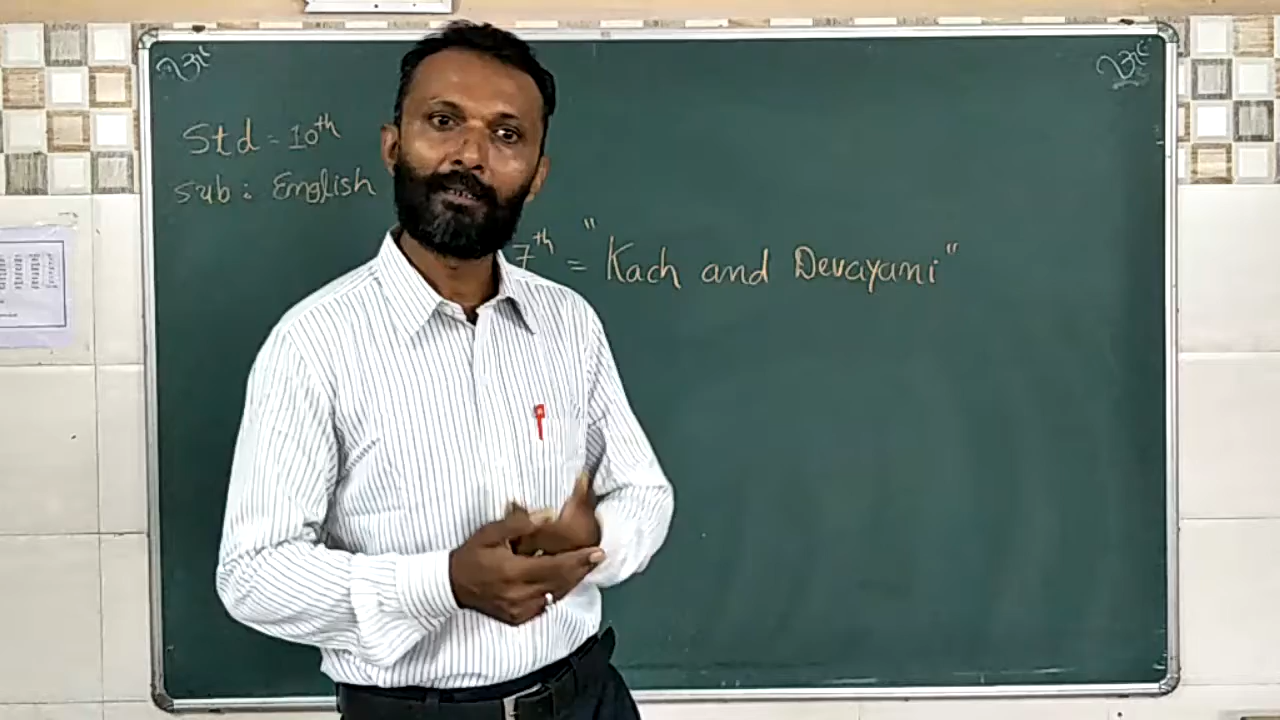 Std = 10th
Sub : English
7th = "Kach and Devayani"